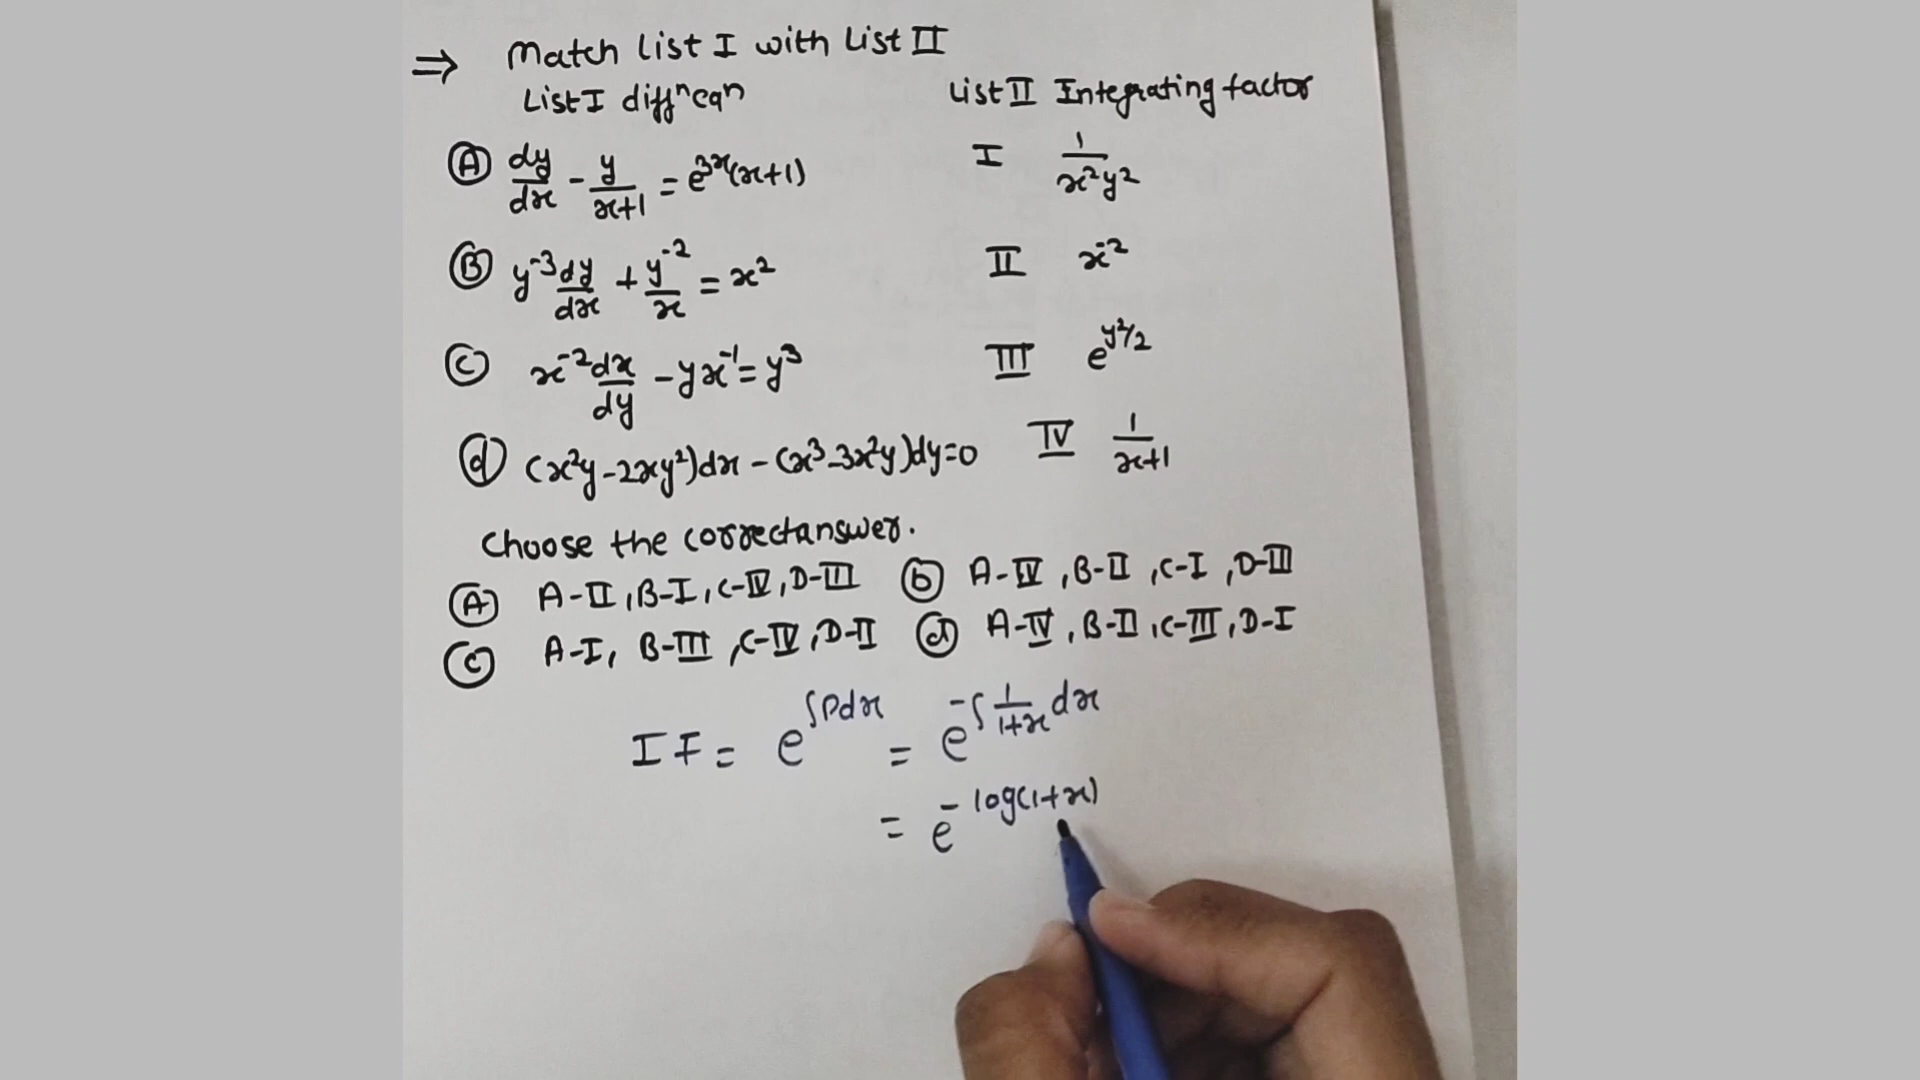 ⇒ Match List I with List II
List I diffⁿ eqⁿ List II Integrating factor
Ⓐ dy/dx - y/x+1 = e^3x(x+1) I 1/x²y²
Ⓑ y⁻³ dy/dx + y⁻²/x = x² II x⁻²
Ⓒ x⁻² dx/dy - yx⁻¹ = y³ III e^y²/2
ⓓ (x²y - 2xy²)dx - (x³ - 3x²y)dy = 0 IV 1/x+1
Choose the correct answer.
Ⓐ A-II, B-I, C-IV, D-III ⓑ A-IV, B-II, C-I, D-III
Ⓒ A-I, B-III, C-IV, D-II ⓓ A-IV, B-II, C-III, D-I
IF = e^∫Pdx = e^-∫ 1/1+x dx
= e^- log(1+x)